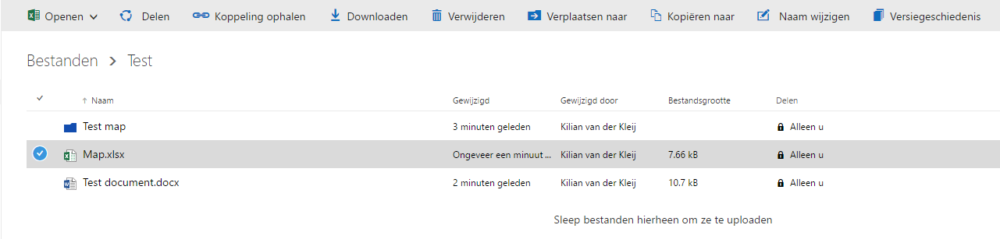 Openen Delen Koppeling ophalen Downloaden Verwijderen Verplaatsen naar Kopiëren naar Naam wijzigen Versiegeschiedenis
Bestanden > Test
Naam Gewijzigd Gewijzigd door Bestandsgrootte Delen
Test map 3 minuten geleden Kilian van der Kleij Alleen u
Map.xlsx Ongeveer een minuut ... Kilian van der Kleij 7.66 kB Alleen u
Test document.docx 2 minuten geleden Kilian van der Kleij 10.7 kB Alleen u
Sleep bestanden hierheen om ze te uploaden